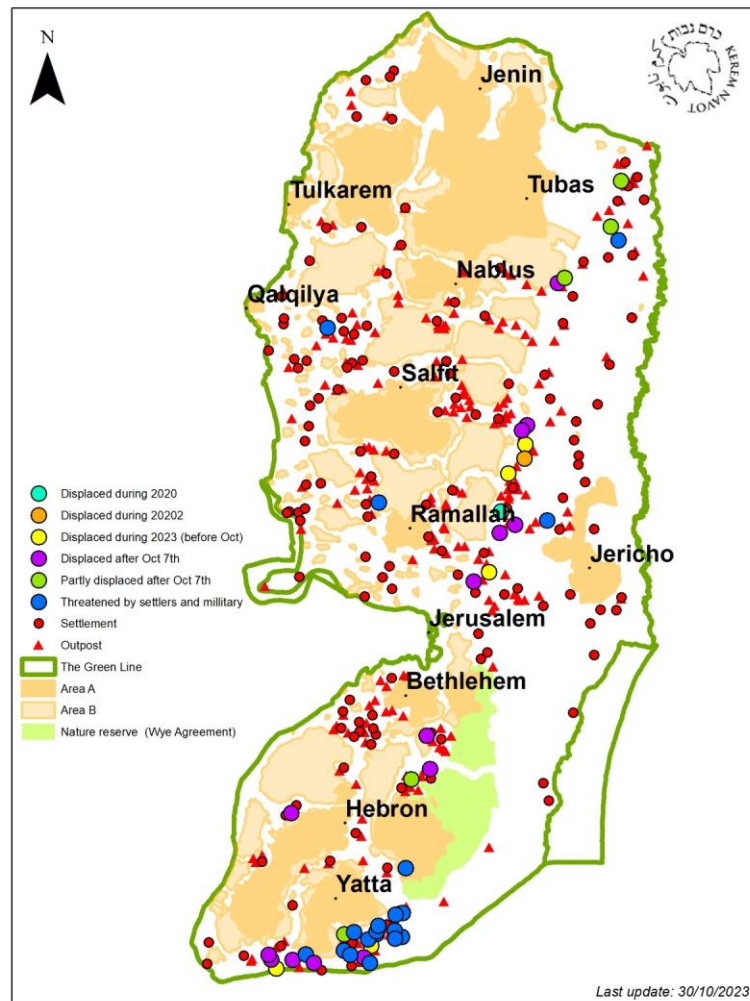 N
כרם נבות
KEREM NAVOT
Jenin
Tulkarem
Tubas
Nablus
Qalqilya
Salfit
Ramallah
Jericho
Jerusalem
Bethlehem
Hebron
Yatta
Displaced during 2020
Displaced during 20202
Displaced during 2023 (before Oct)
Displaced after Oct 7th
Partly displaced after Oct 7th
Threatened by settlers and millitary
Settlement
Outpost
The Green Line
Area A
Area B
Nature reserve (Wye Agreement)
Last update: 30/10/2023